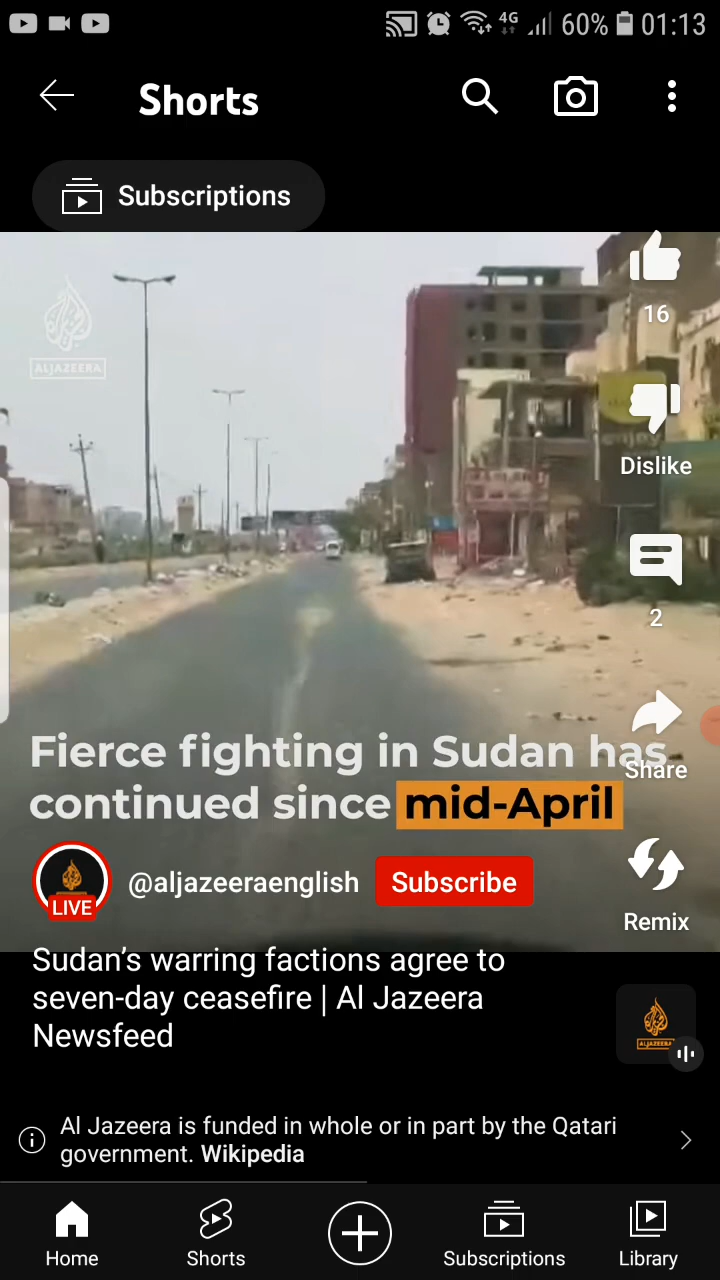 4G 60% 01:13
Shorts
Subscriptions
ALJAZEERA
16
enjoy
Dislike
2
Fierce fighting in Sudan has
continued since mid-April
Share
@aljazeeraenglish Subscribe
LIVE
Remix
Sudan’s warring factions agree to
seven-day ceasefire | Al Jazeera
Newsfeed
ALJAZEERA
Al Jazeera is funded in whole or in part by the Qatari
government. Wikipedia
Home Shorts Subscriptions Library